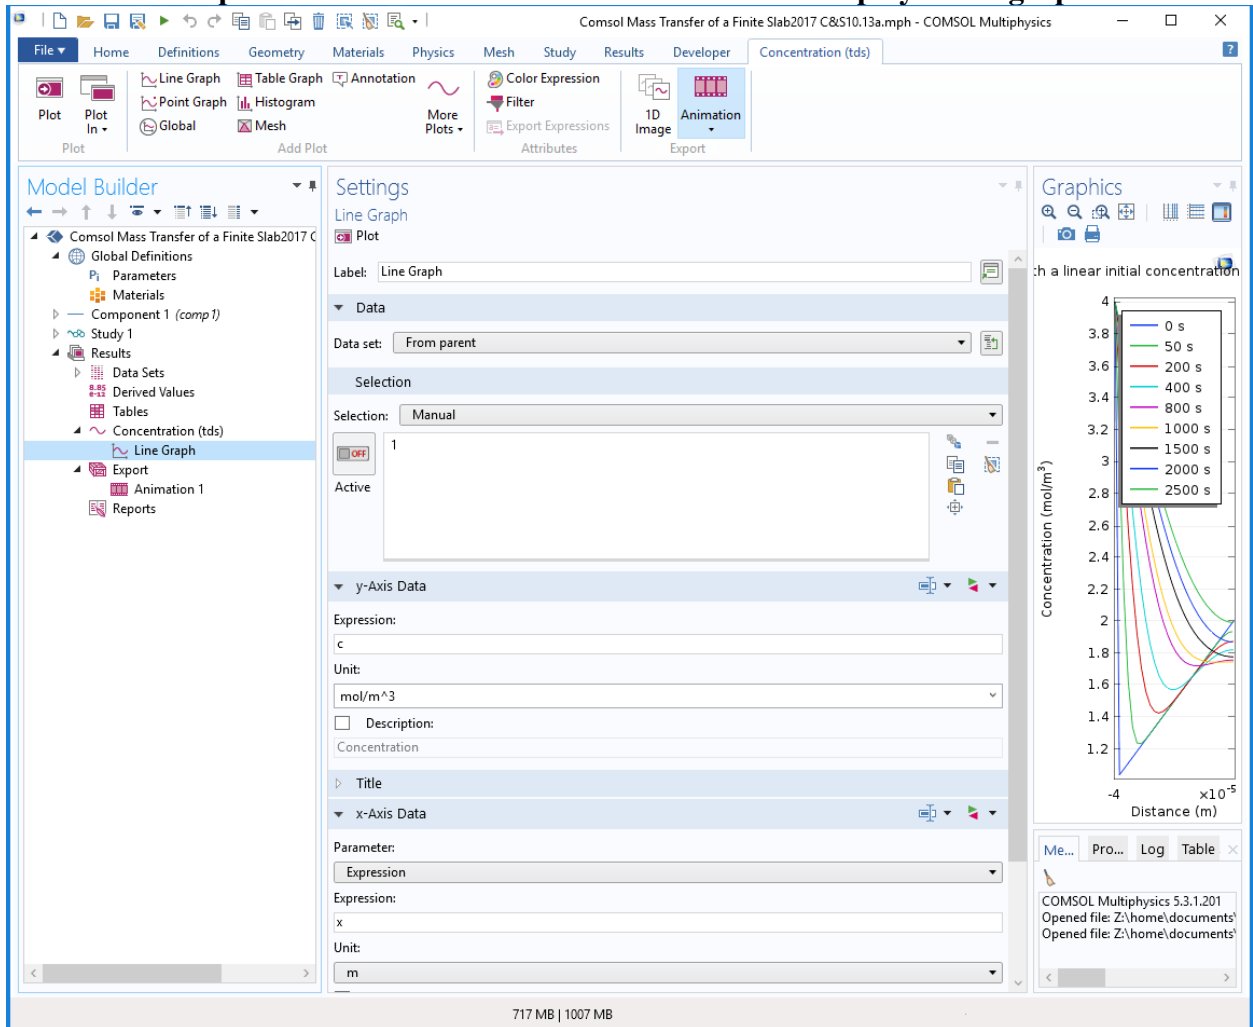 Comsol Mass Transfer of a Finite Slab2017 C&S10.13a.mph - COMSOL Multiphysics
File Home Definitions Geometry Materials Physics Mesh Study Results Developer Concentration (tds) ?
Plot
Plot In
Line Graph
Point Graph
Global
Table Graph
Histogram
Mesh
Annotation
More Plots
Color Expression
Filter
Export Expressions
1D Image
Animation
Plot Add Plot Attributes Export
Model Builder
Comsol Mass Transfer of a Finite Slab2017 C
Global Definitions
Pi Parameters
Materials
Component 1 (comp1)
Study 1
Results
Data Sets
8.85
e-12
Derived Values
Tables
Concentration (tds)
Line Graph
Export
Animation 1
Reports
Settings
Line Graph
Plot
Label: Line Graph
Data
Data set: From parent
Selection
Selection: Manual
OFF
Active
1
y-Axis Data
Expression:
c
Unit:
mol/m^3
Description:
Concentration
Title
x-Axis Data
Parameter:
Expression
Expression:
x
Unit:
m
Graphics
th a linear initial concentration
4
3.8
3.6
3.4
3.2
3
2.8
2.6
2.4
2.2
2
1.8
1.6
1.4
1.2
Concentration (mol/m³)
0 s
50 s
200 s
400 s
800 s
1000 s
1500 s
2000 s
2500 s
-4 ×10⁻⁵
Distance (m)
Me... Pro... Log Table
COMSOL Multiphysics 5.3.1.201
Opened file: Z:\home\documents\
Opened file: Z:\home\documents\
717 MB | 1007 MB